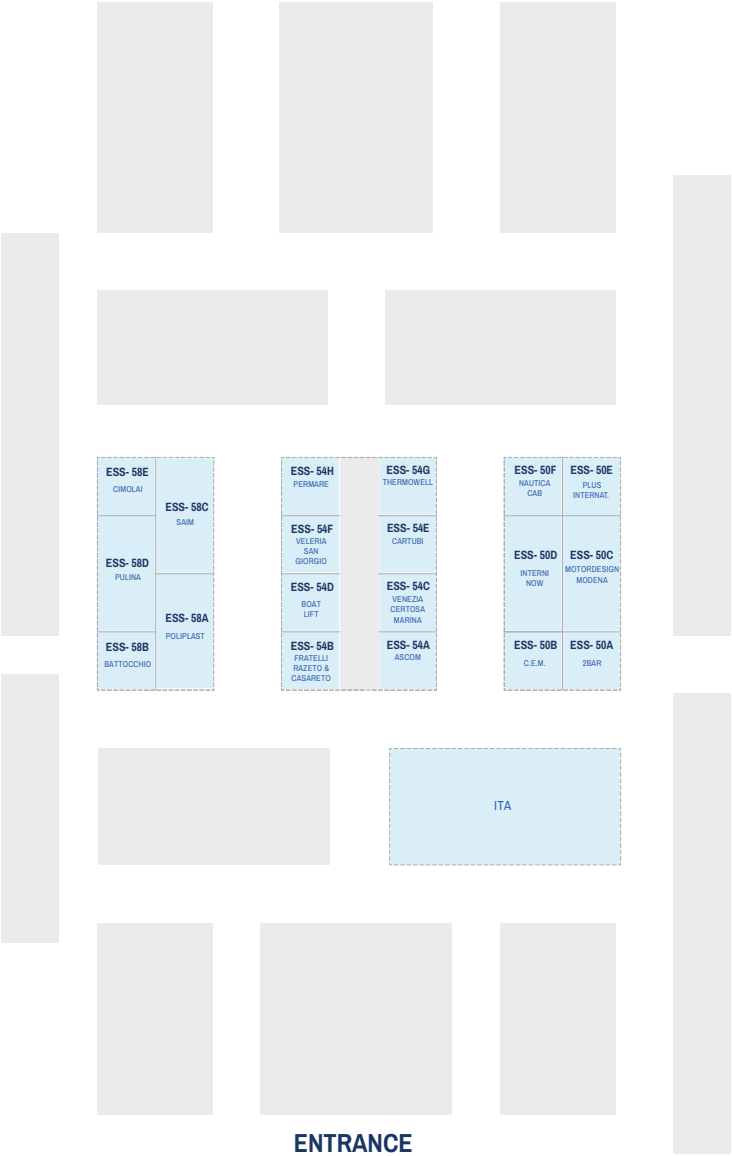 ESS- 58E
CIMOLAI
ESS- 58C
SAIM
ESS- 58D
PULINA
ESS- 58A
POLIPLAST
ESS- 58B
BATTOCCHIO
ESS- 54H
PERMARE
ESS- 54G
THERMOWELL
ESS- 54F
VELERIA
SAN
GIORGIO
ESS- 54E
CARTUBI
ESS- 54D
BOAT
LIFT
ESS- 54C
VENEZIA
CERTOSA
MARINA
ESS- 54B
FRATELLI
RAZETO &
CASARETO
ESS- 54A
ASCOM
ESS- 50F
NAUTICA
CAB
ESS- 50E
PLUS
INTERNAT.
ESS- 50D
INTERNI
NOW
ESS- 50C
MOTORDESIGN
MODENA
ESS- 50B
C.E.M.
ESS- 50A
2BAR
ITA
ENTRANCE